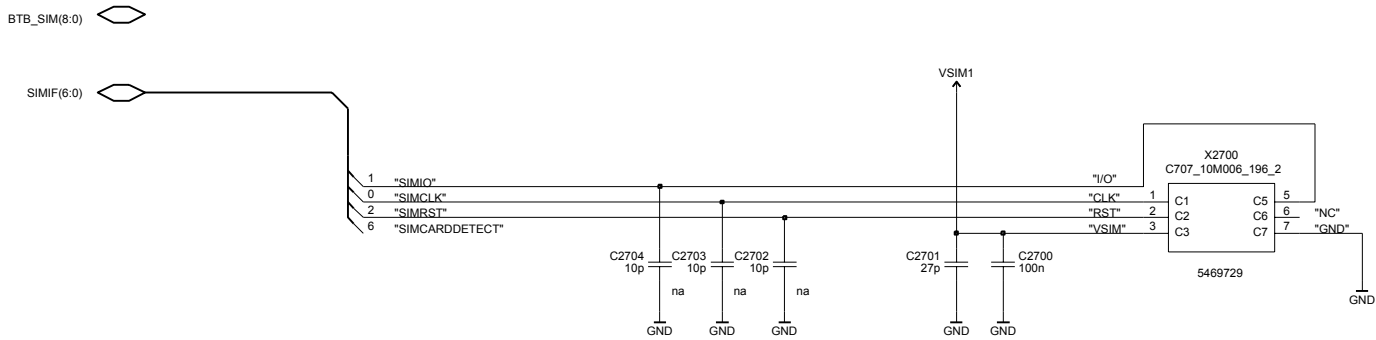 BTB_SIM(8:0)
SIMIF(6:0)
VSIM1
X2700
C707_10M006_196_2
1 "SIMIO" "I/O"
0 "SIMCLK" "CLK" 1 C1 C5 5
2 "SIMRST" "RST" 2 C2 C6 6 "NC"
6 "SIMCARDDETECT" "VSIM" 3 C3 C7 7 "GND"
C2704 C2703 C2702 C2701 C2700
10p 10p 10p 27p 100n
5469729
na na na
GND
GND GND GND GND GND